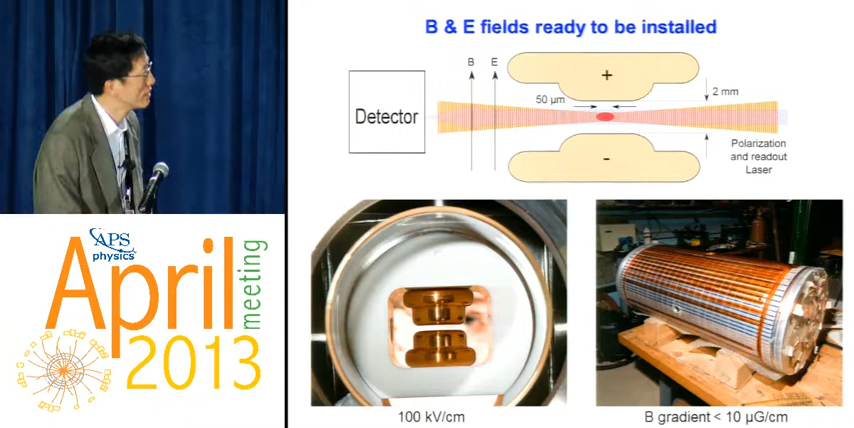 B & E fields ready to be installed
B
E
+
2 mm
50 µm
Detector
-
Polarization
and readout
Laser
APS
physics
April
meeting
2013
100 kV/cm
B gradient < 10 µG/cm